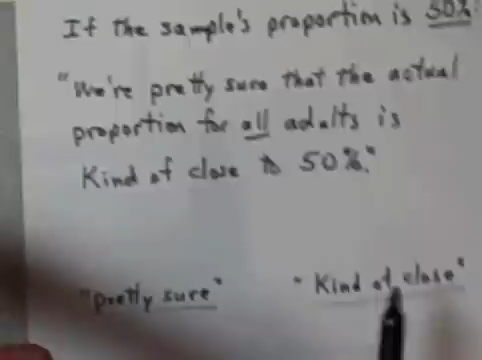 If the sample's proportion is 50%:
"We're pretty sure that the actual
proportion for all adults is
Kind of close to 50%."
"pretty sure" "Kind of close"